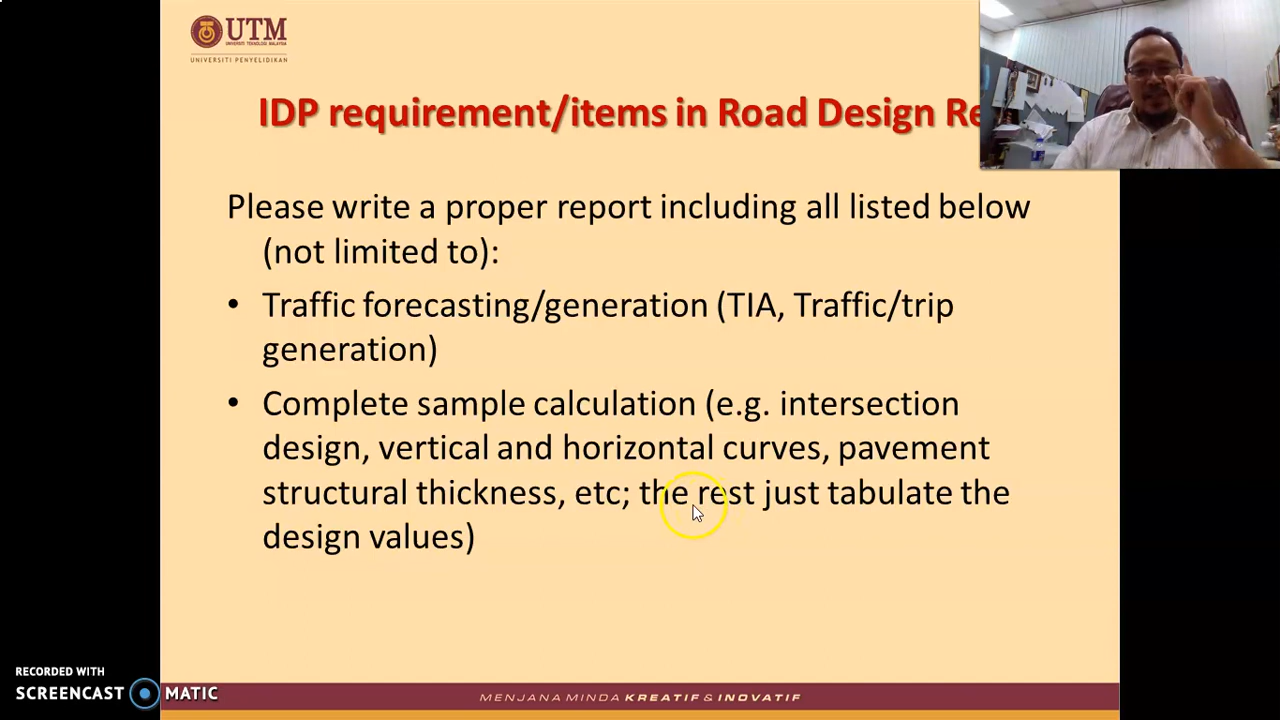 UTM
UNIVERSITI TEKNOLOGI MALAYSIA
UNIVERSITI PENYELIDIKAN
IDP requirement/items in Road Design Re
Please write a proper report including all listed below
(not limited to):
• Traffic forecasting/generation (TIA, Traffic/trip
generation)
• Complete sample calculation (e.g. intersection
design, vertical and horizontal curves, pavement
structural thickness, etc; the rest just tabulate the
design values)
RECORDED WITH
SCREENCAST MATIC
MENJANA MINDA KREATIF & INOVATIF